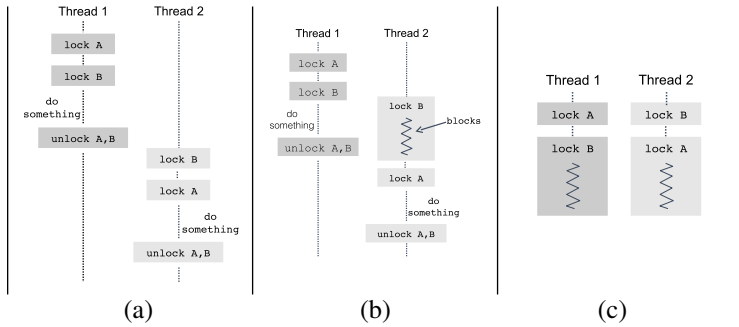 Thread 1
Thread 2
lock A
lock B
do
something
unlock A,B
lock B
lock A
do
something
unlock A,B
(a)
Thread 1
Thread 2
lock A
lock B
do
something
unlock A,B
lock B
blocks
lock A
do
something
unlock A,B
(b)
Thread 1
Thread 2
lock A
lock B
lock B
lock A
(c)